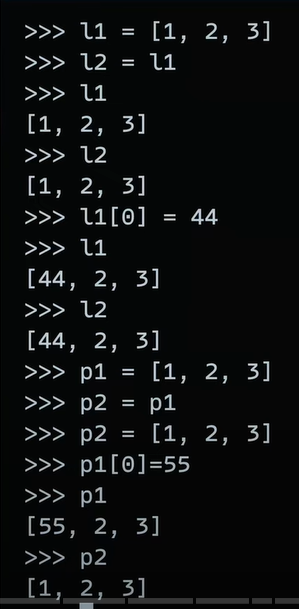 >>> l1 = [1, 2, 3]
>>> l2 = l1
>>> l1
[1, 2, 3]
>>> l2
[1, 2, 3]
>>> l1[0] = 44
>>> l1
[44, 2, 3]
>>> l2
[44, 2, 3]
>>> p1 = [1, 2, 3]
>>> p2 = p1
>>> p2 = [1, 2, 3]
>>> p1[0]=55
>>> p1
[55, 2, 3]
>>> p2
[1, 2, 3]